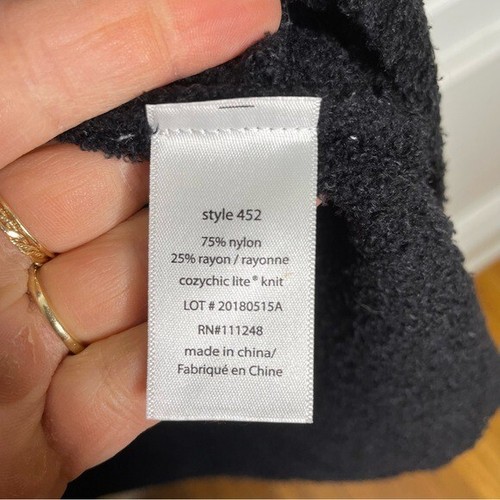 style 452
75% nylon
25% rayon / rayonne
cozychic lite® knit
LOT # 20180515A
RN#111248
made in china/
Fabriqué en Chine